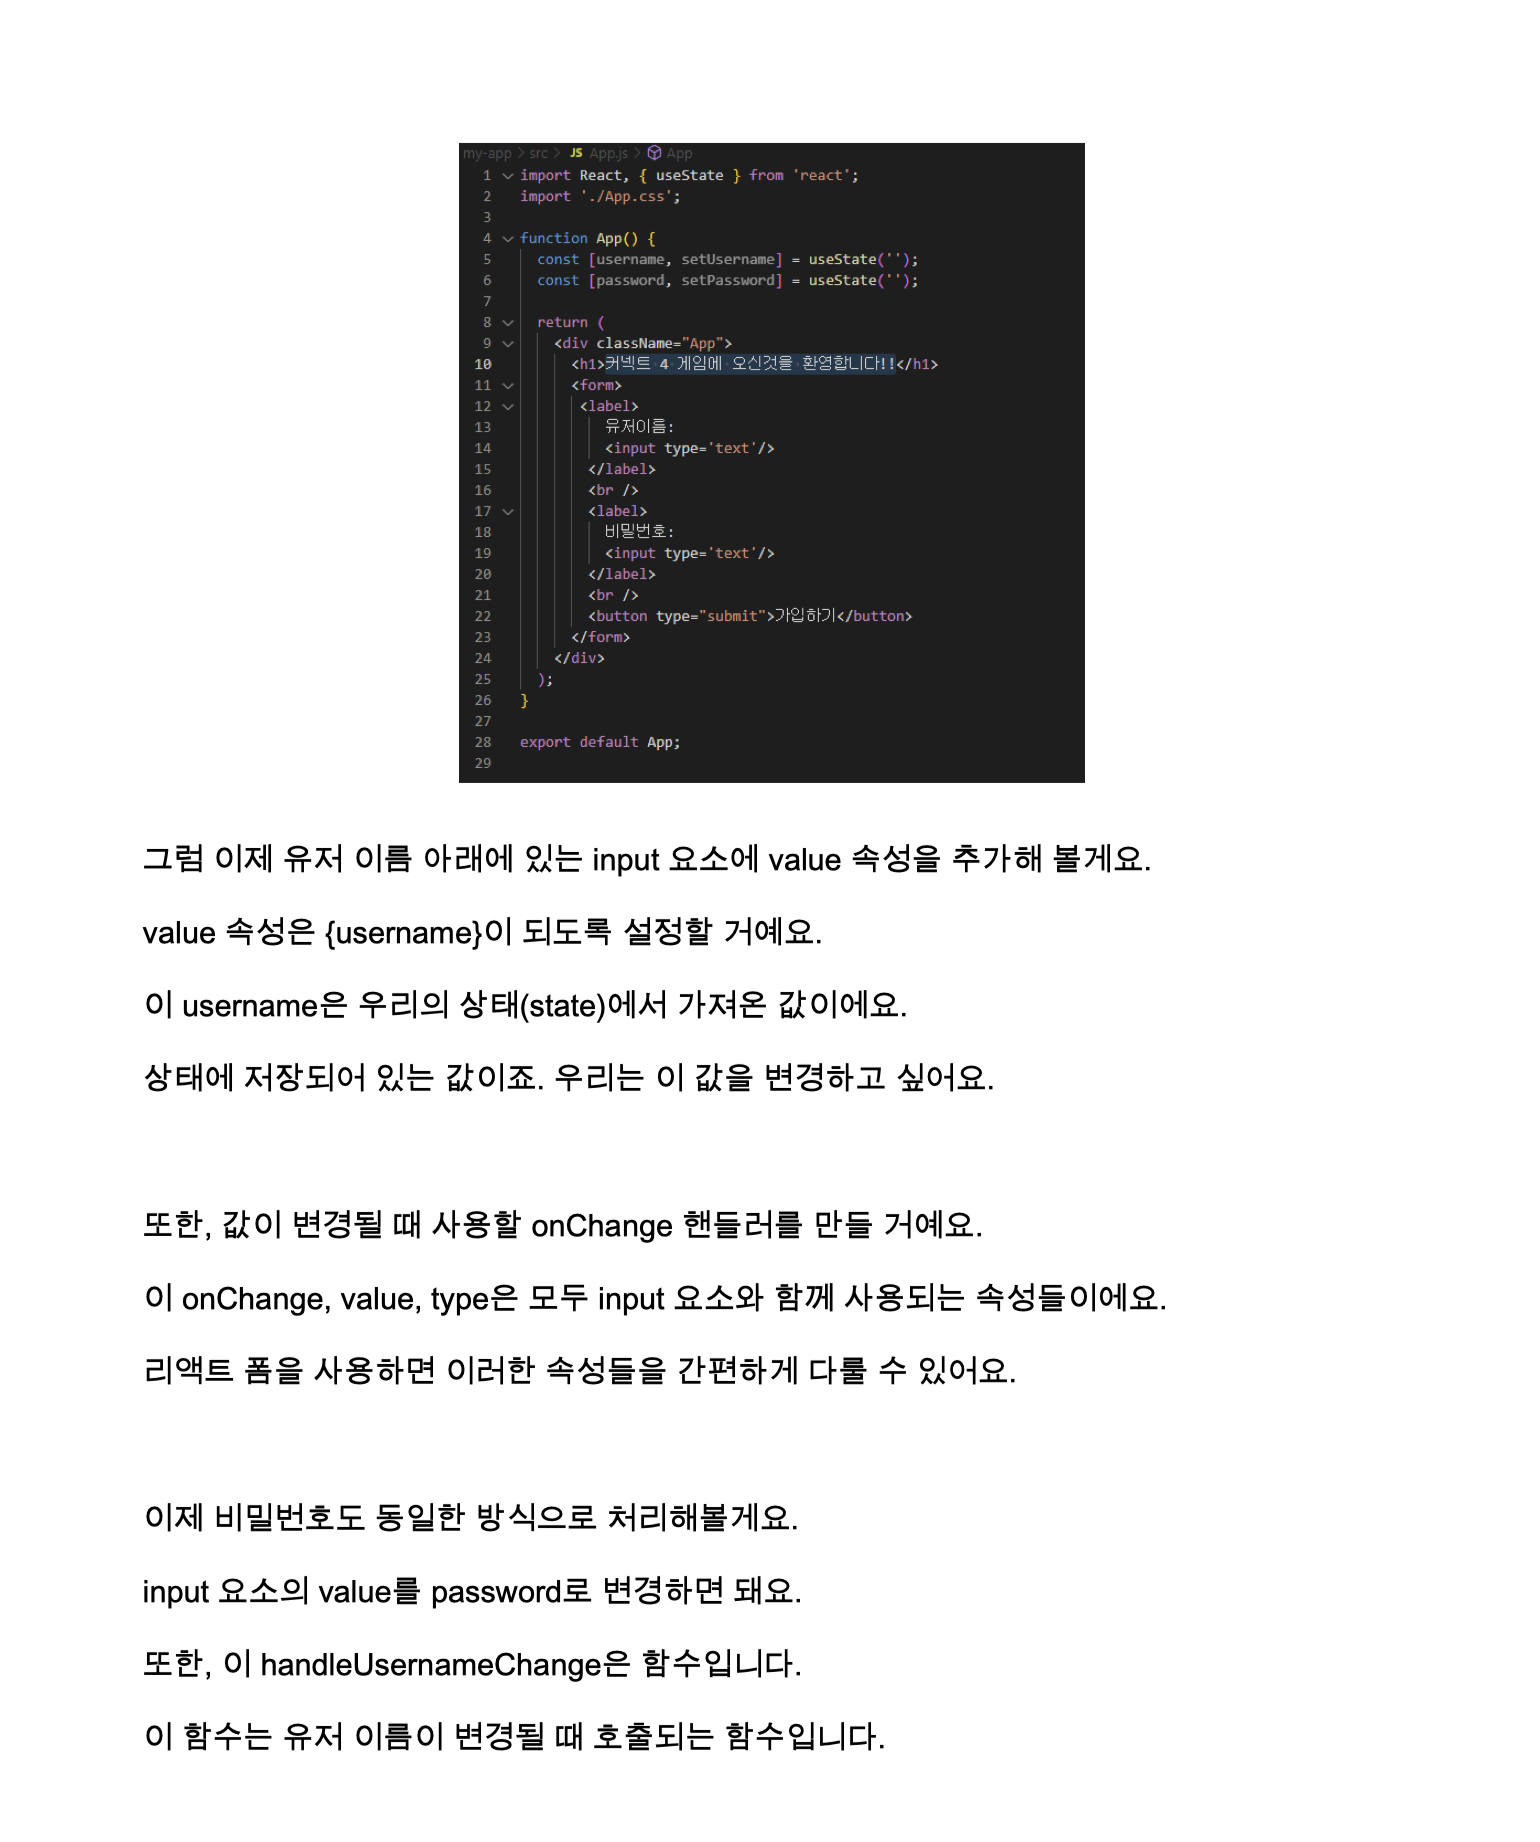 my-app > src > JS App.js > App
1 import React, { useState } from 'react';
2 import './App.css';
3
4 function App() {
5 const [username, setUsername] = useState('');
6 const [password, setPassword] = useState('');
7
8 return (
9 <div className="App">
10 <h1>커넥트 4 게임에 오신것을 환영합니다!!</h1>
11 <form>
12 <label>
13 유저이름:
14 <input type='text'/>
15 </label>
16 <br />
17 <label>
18 비밀번호:
19 <input type='text'/>
20 </label>
21 <br />
22 <button type="submit">가입하기</button>
23 </form>
24 </div>
25 );
26 }
27
28 export default App;
29
그럼 이제 유저 이름 아래에 있는 input 요소에 value 속성을 추가해 볼게요.
value 속성은 {username}이 되도록 설정할 거예요.
이 username은 우리의 상태(state)에서 가져온 값이에요.
상태에 저장되어 있는 값이죠. 우리는 이 값을 변경하고 싶어요.
또한, 값이 변경될 때 사용할 onChange 핸들러를 만들 거예요.
이 onChange, value, type은 모두 input 요소와 함께 사용되는 속성들이에요.
리액트 폼을 사용하면 이러한 속성들을 간편하게 다룰 수 있어요.
이제 비밀번호도 동일한 방식으로 처리해볼게요.
input 요소의 value를 password로 변경하면 돼요.
또한, 이 handleUsernameChange은 함수입니다.
이 함수는 유저 이름이 변경될 때 호출되는 함수입니다.